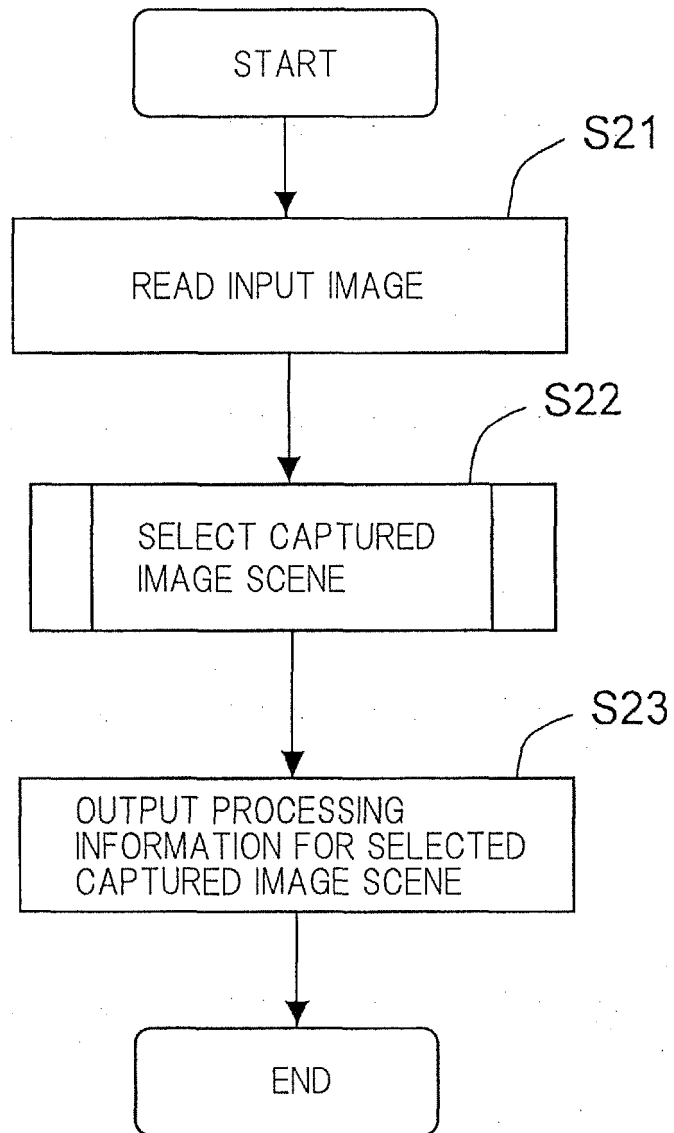 START
S21
READ INPUT IMAGE
S22
SELECT CAPTURED
IMAGE SCENE
S23
OUTPUT PROCESSING
INFORMATION FOR SELECTED
CAPTURED IMAGE SCENE
END